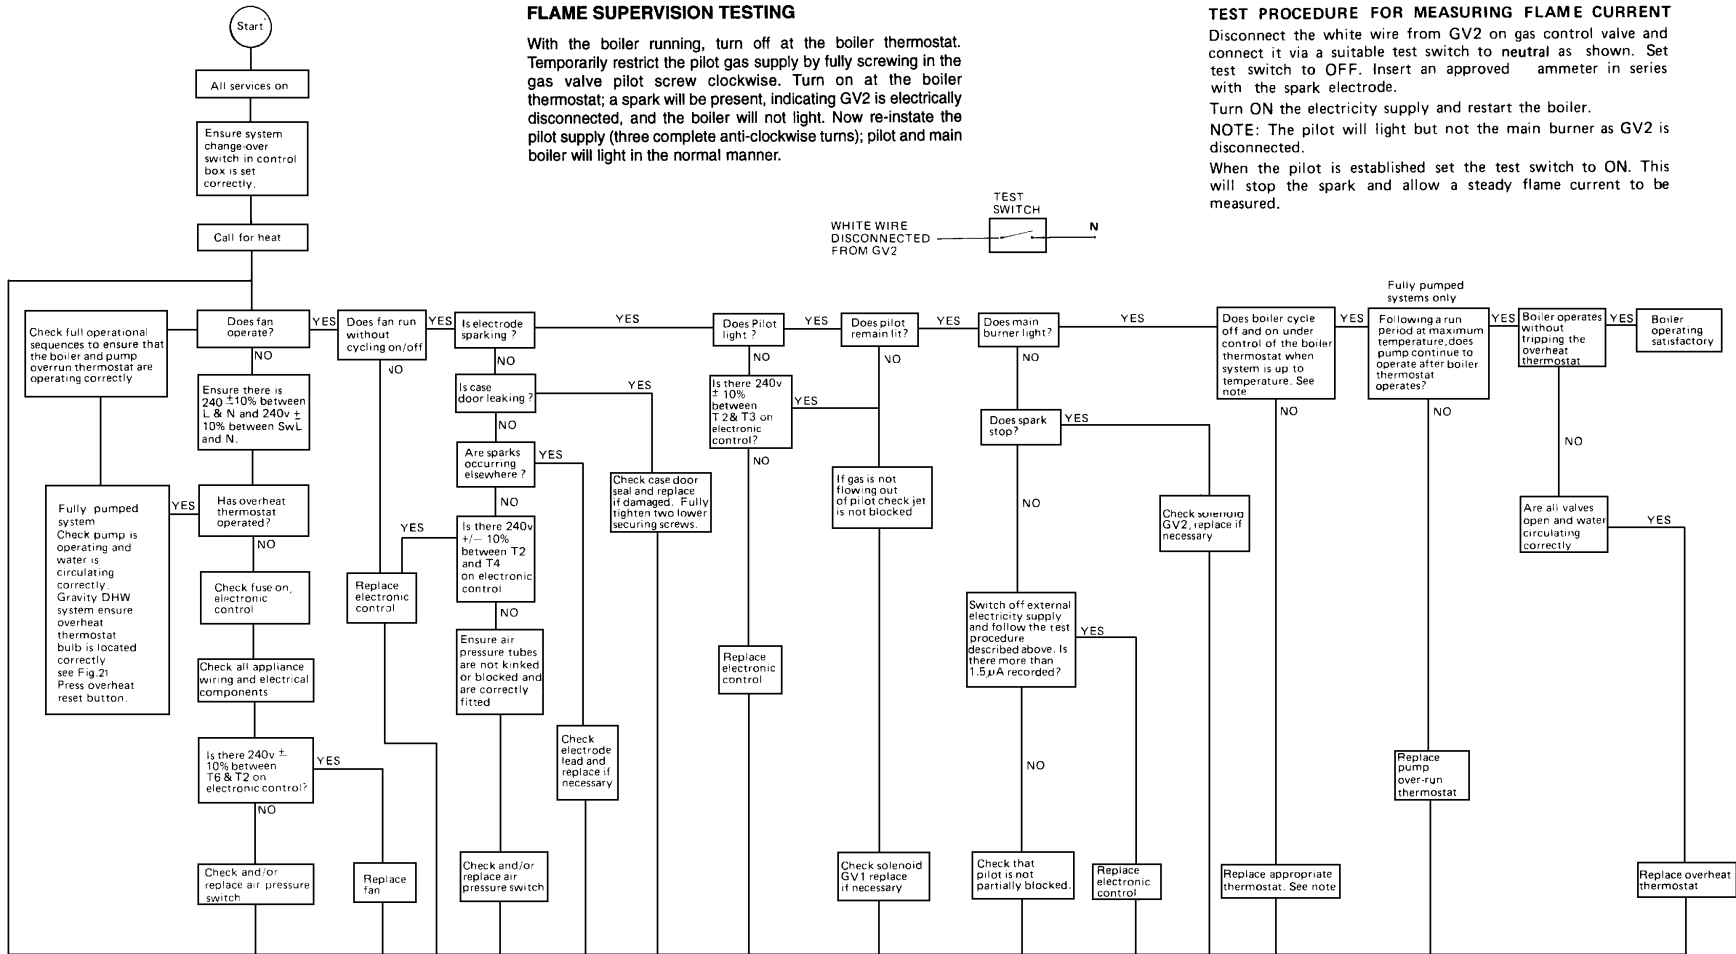 Start
All services on
Ensure system
change-over
switch in control
box is set
correctly.
Call for heat
FLAME SUPERVISION TESTING
With the boiler running, turn off at the boiler thermostat.
Temporarily restrict the pilot gas supply by fully screwing in the
gas valve pilot screw clockwise. Turn on at the boiler
thermostat; a spark will be present, indicating GV2 is electrically
disconnected, and the boiler will not light. Now re-instate the
pilot supply (three complete anti-clockwise turns); pilot and main
boiler will light in the normal manner.
TEST PROCEDURE FOR MEASURING FLAME CURRENT
Disconnect the white wire from GV2 on gas control valve and
connect it via a suitable test switch to neutral as shown. Set
test switch to OFF. Insert an approved ammeter in series
with the spark electrode.
Turn ON the electricity supply and restart the boiler.
NOTE: The pilot will light but not the main burner as GV2 is
disconnected.
When the pilot is established set the test switch to ON. This
will stop the spark and allow a steady flame current to be
measured.
TEST
SWITCH
WHITE WIRE
DISCONNECTED
FROM GV2
N
Check full operational
sequences to ensure that
the boiler and pump
overrun thermostat are
operating correctly
Does fan
operate?
YES
NO
Ensure there is
240 ±10% between
L & N and 240v ±
10% between SwL
and N.
Has overheat
thermostat
operated?
YES
Fully pumped
system
Check pump is
operating and
water is
circulating
correctly.
Gravity DHW
system ensure
overheat
thermostat
bulb is located
correctly
see Fig.21
Press overheat
reset button.
NO
Check fuse on
electronic
control
Check all appliance
wiring and electrical
components
Is there 240v ±
10% between
T6 & T2 on
electronic control?
YES
Replace
fan
NO
Check and/or
replace air pressure
switch
Does fan run
without
cycling on/off
YES
NO
Replace
electronic
control
Is electrode
sparking ?
YES
NO
Is case
door leaking ?
YES
Check case door
seal and replace
if damaged. Fully
tighten two lower
securing screws.
NO
Are sparks
occurring
elsewhere ?
YES
Check
electrode
lead and
replace if
necessary
NO
Is there 240v
+/− 10%
between T2
and T4
on electronic
control
YES
NO
Ensure air
pressure tubes
are not kinked
or blocked and
are correctly
fitted
Check and/or
replace air
pressure switch
Does Pilot
light ?
YES
NO
Is there 240v
± 10%
between
T2 & T3 on
electronic
control?
YES
NO
Replace
electronic
control
Does pilot
remain lit?
YES
NO
If gas is not
flowing out
of pilot check jet
is not blocked
Check solenoid
GV1 replace
if necessary
Does main
burner light?
YES
NO
Does spark
stop?
YES
Check solenoid
GV2, replace if
necessary
NO
Switch off external
electricity supply
and follow the test
procedure
described above. Is
there more than
1.5µA recorded?
YES
Replace
electronic
control
NO
Check that
pilot is not
partially blocked.
Does boiler cycle
off and on under
control of the boiler
thermostat when
system is up to
temperature. See
note
YES
NO
Replace appropriate
thermostat. See note
Fully pumped
systems only
Following a run
period at maximum
temperature, does
pump continue to
operate after boiler
thermostat
operates?
YES
NO
Replace
pump
over-run
thermostat
Boiler operates
without
tripping the
overheat
thermostat
YES
Boiler
operating
satisfactory
NO
Are all valves
open and water
circulating
correctly
YES
Replace overheat
thermostat